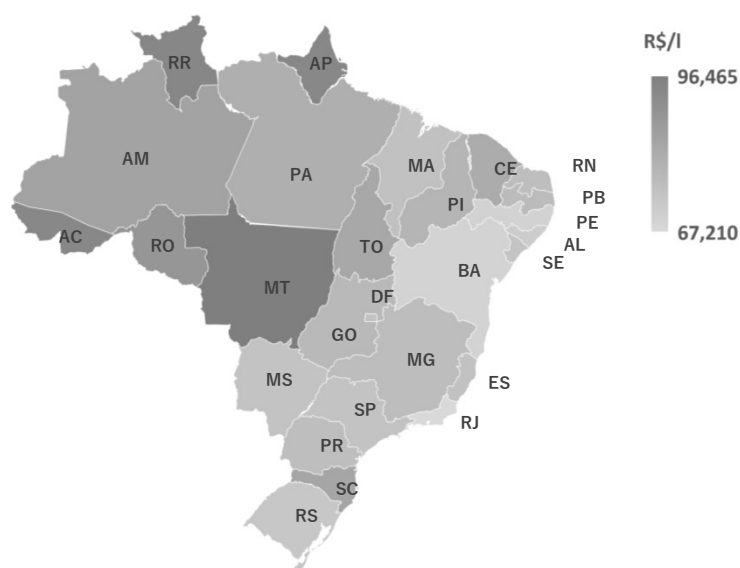 R$/l
96,465
67,210
RR
AP
AM
PA
MA
CE
RN
PI
PB
PE
AL
SE
AC
RO
TO
BA
MT
DF
GO
MG
MS
ES
SP
RJ
PR
SC
RS